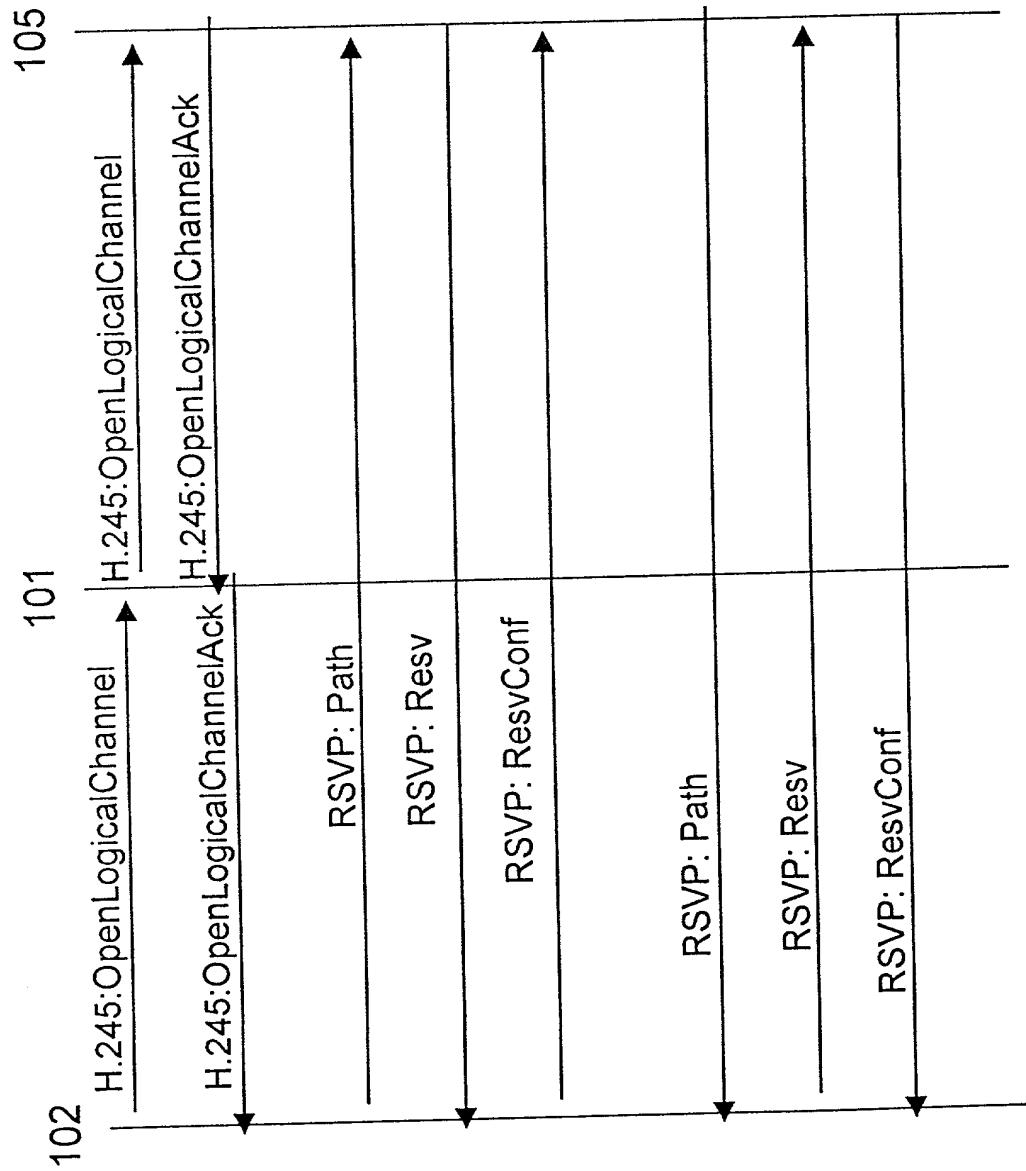 102
101
105
H.245:OpenLogicalChannel
H.245:OpenLogicalChannel
H.245:OpenLogicalChannelAck
H.245:OpenLogicalChannelAck
RSVP: Path
RSVP: Resv
RSVP: ResvConf
RSVP: Path
RSVP: Resv
RSVP: ResvConf